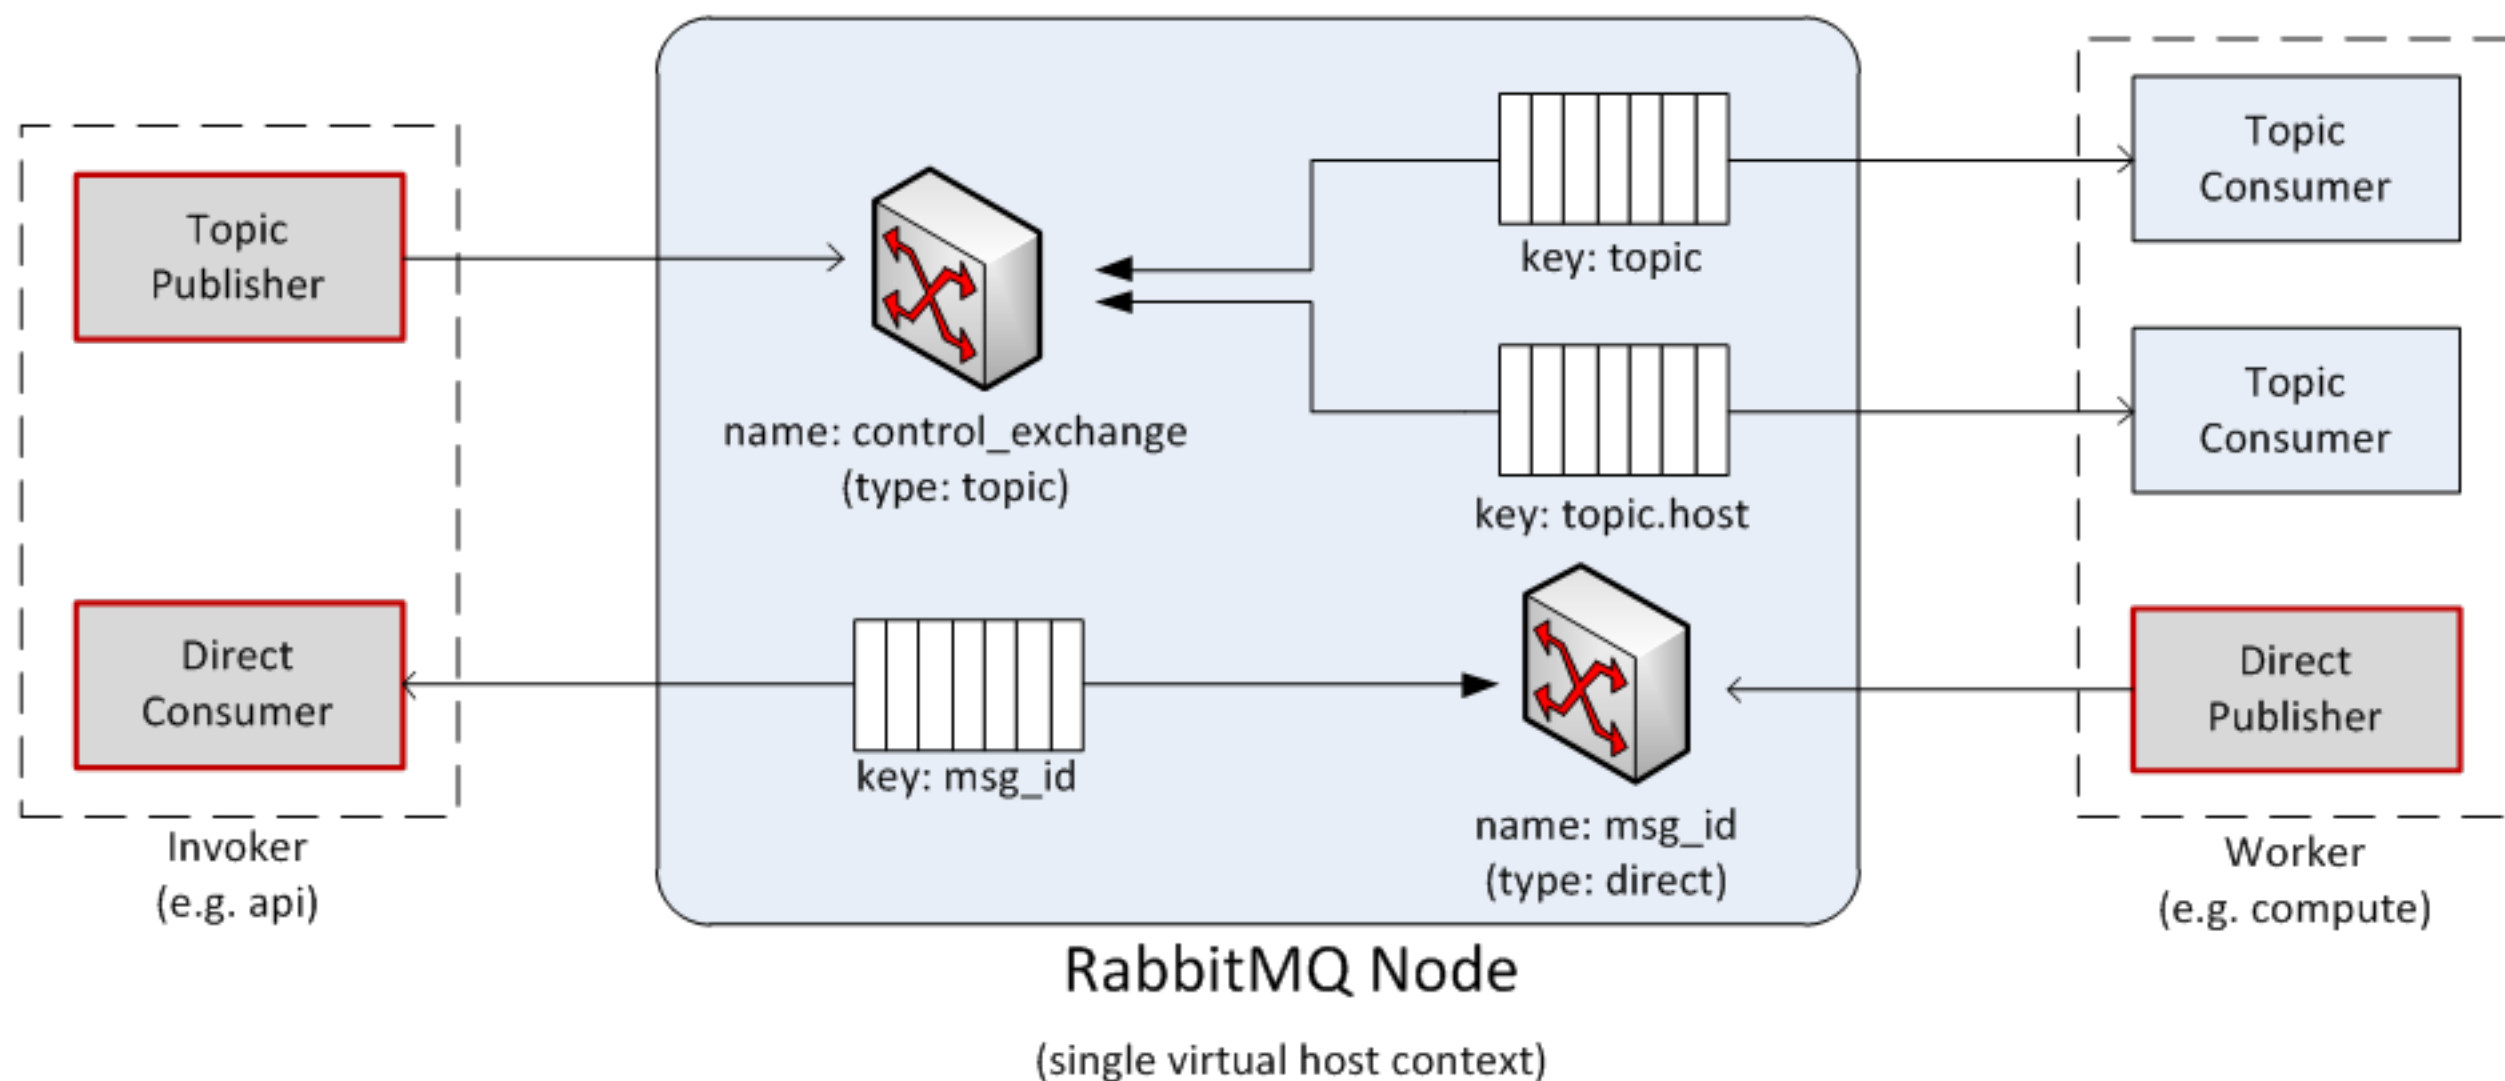 Topic
Publisher
Direct
Consumer
Invoker
(e.g. api)
name: control_exchange
(type: topic)
key: topic
key: topic.host
key: msg_id
name: msg_id
(type: direct)
Topic
Consumer
Topic
Consumer
Direct
Publisher
Worker
(e.g. compute)
RabbitMQ Node
(single virtual host context)